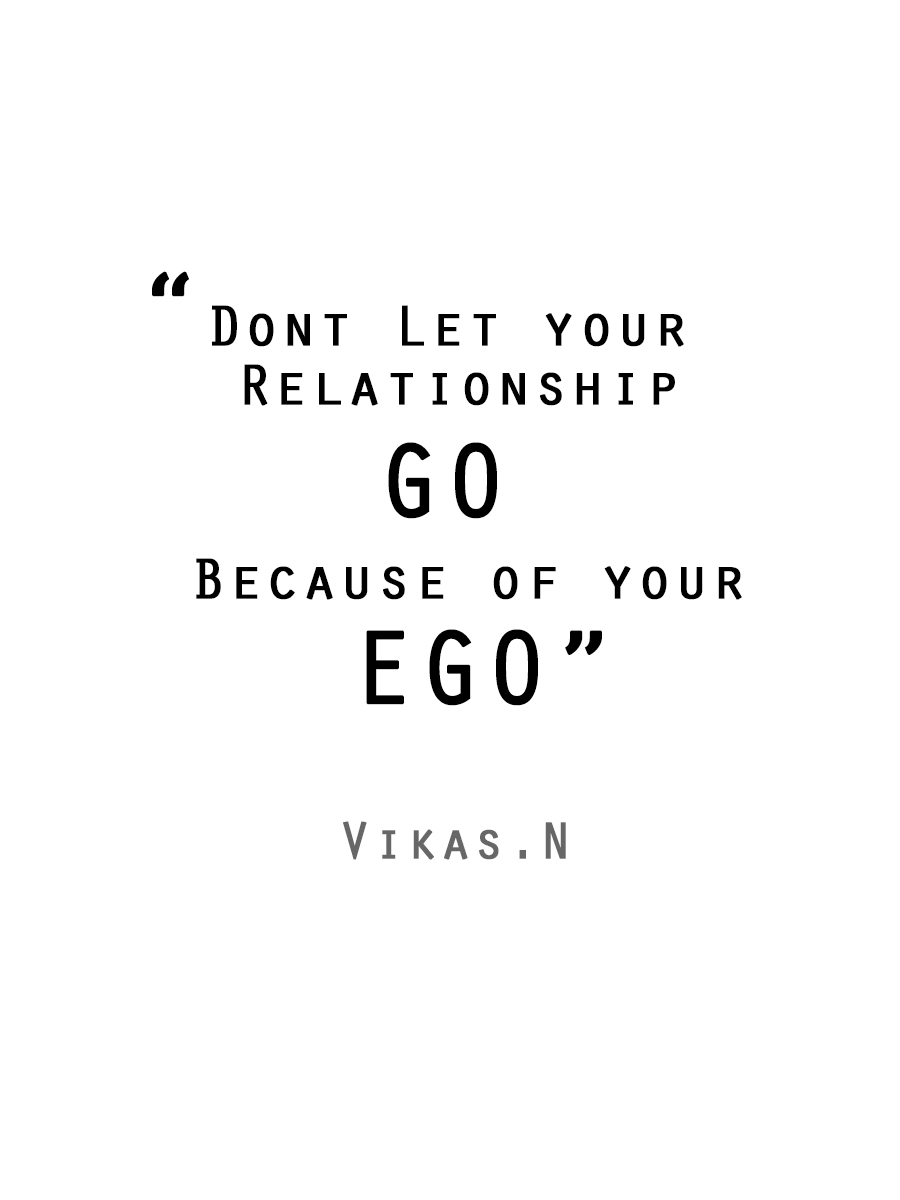 “Dont Let your
Relationship
GO
Because of your
EGO”
Vikas.N